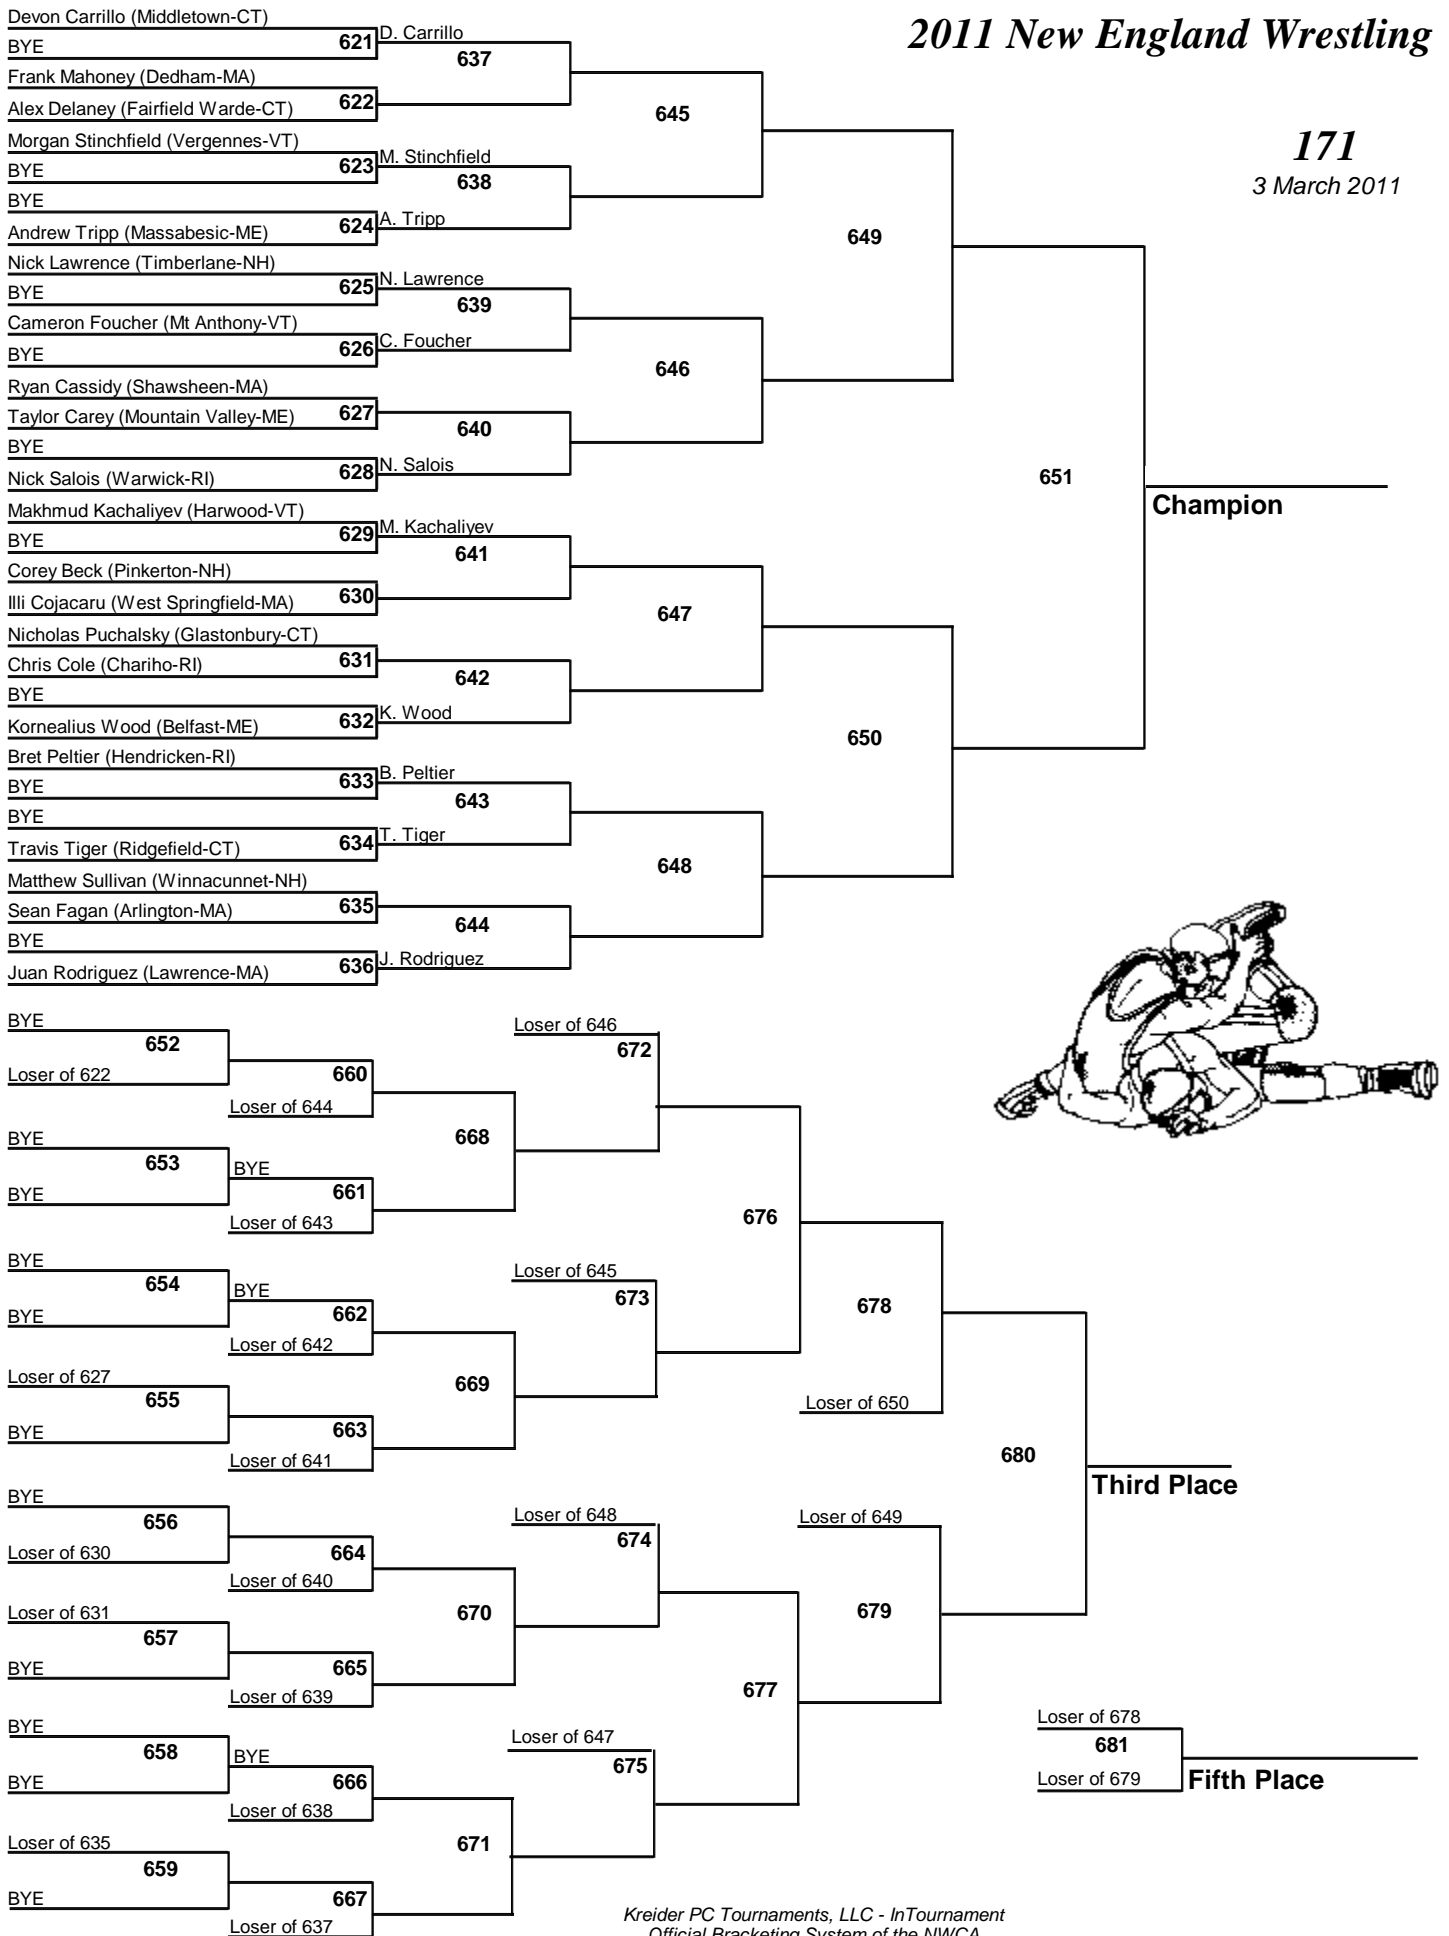 2011 New England Wrestling
171
3 March 2011
Devon Carrillo (Middletown-CT)
BYE
621
D. Carrillo
637
Frank Mahoney (Dedham-MA)
Alex Delaney (Fairfield Warde-CT)
622
645
Morgan Stinchfield (Vergennes-VT)
BYE
623
M. Stinchfield
638
BYE
Andrew Tripp (Massabesic-ME)
624
A. Tripp
649
Nick Lawrence (Timberlane-NH)
BYE
625
N. Lawrence
639
Cameron Foucher (Mt Anthony-VT)
BYE
626
C. Foucher
646
Ryan Cassidy (Shawsheen-MA)
Taylor Carey (Mountain Valley-ME)
627
640
BYE
Nick Salois (Warwick-RI)
628
N. Salois
651
Champion
Makhmud Kachaliyev (Harwood-VT)
BYE
629
M. Kachaliyev
641
Corey Beck (Pinkerton-NH)
Illi Cojacaru (West Springfield-MA)
630
647
Nicholas Puchalsky (Glastonbury-CT)
Chris Cole (Chariho-RI)
631
642
BYE
Kornealius Wood (Belfast-ME)
632
K. Wood
650
Bret Peltier (Hendricken-RI)
BYE
633
B. Peltier
643
BYE
Travis Tiger (Ridgefield-CT)
634
T. Tiger
648
Matthew Sullivan (Winnacunnet-NH)
Sean Fagan (Arlington-MA)
635
644
BYE
Juan Rodriguez (Lawrence-MA)
636
J. Rodriguez
BYE
652
Loser of 622
660
Loser of 644
668
Loser of 646
672
BYE
653
BYE
BYE
661
Loser of 643
676
BYE
654
BYE
BYE
662
Loser of 642
Loser of 645
673
678
Loser of 627
655
BYE
663
Loser of 641
669
Loser of 650
680
Third Place
BYE
656
Loser of 630
664
Loser of 640
Loser of 648
674
Loser of 649
670
679
Loser of 631
657
BYE
665
Loser of 639
677
BYE
658
BYE
BYE
666
Loser of 638
Loser of 647
675
Loser of 678
681
Loser of 679
Fifth Place
Loser of 635
659
BYE
667
Loser of 637
671
Kreider PC Tournaments, LLC - InTournament
Official Bracketing System of the NWCA